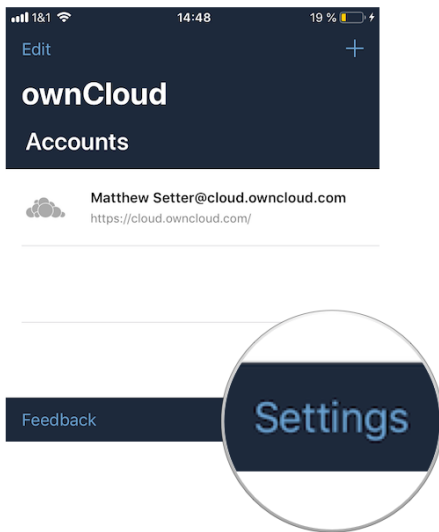 1&1 14:48 19 %
Edit +
ownCloud
Accounts
Matthew Setter@cloud.owncloud.com
https://cloud.owncloud.com/
Feedback Settings